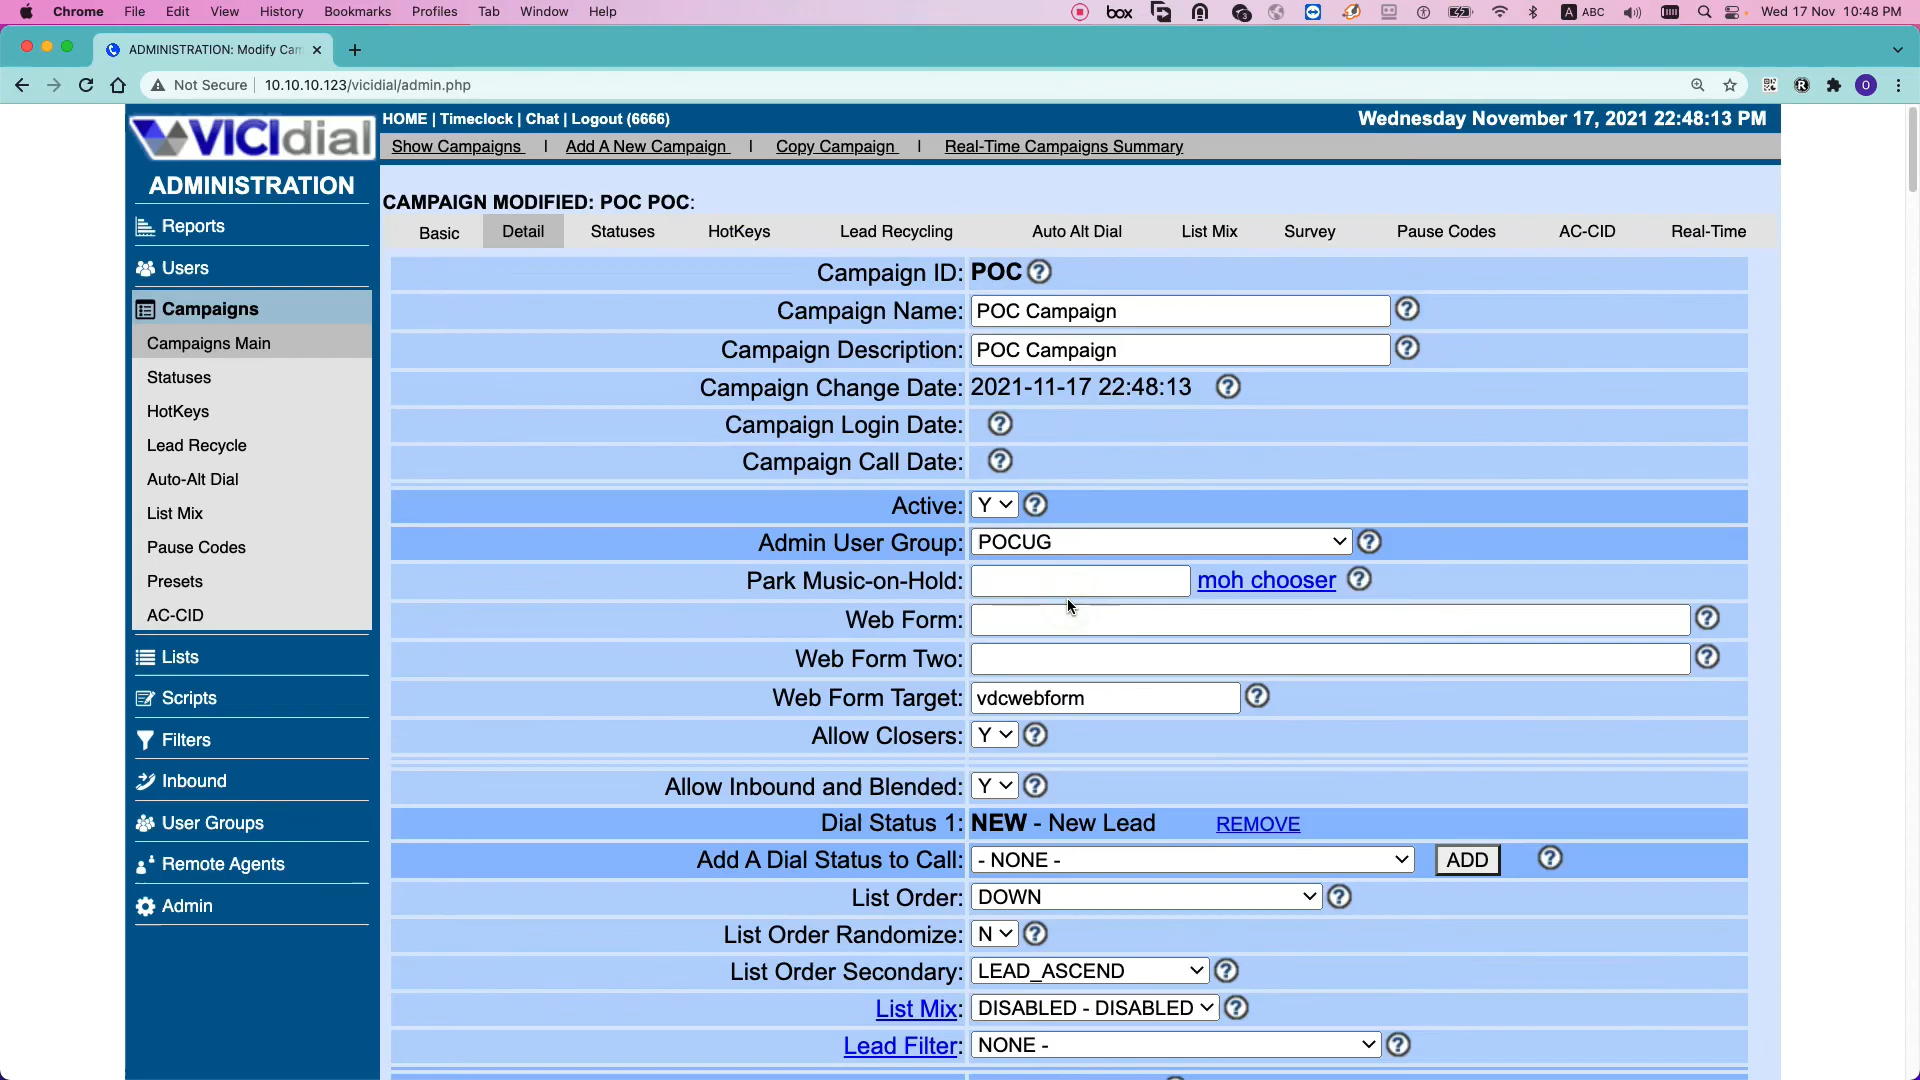 Chrome File Edit View History Bookmarks Profiles Tab Window Help box A ABC Wed 17 Nov 10:48 PM
ADMINISTRATION: Modify Cam
Not Secure 10.10.10.123/vicidial/admin.php O
VICIdial HOME | Timeclock | Chat | Logout (6666) Wednesday November 17, 2021 22:48:13 PM
Show Campaigns | Add A New Campaign | Copy Campaign | Real-Time Campaigns Summary
ADMINISTRATION
Reports
Users
Campaigns
Campaigns Main
Statuses
HotKeys
Lead Recycle
Auto-Alt Dial
List Mix
Pause Codes
Presets
AC-CID
Lists
Scripts
Filters
Inbound
User Groups
Remote Agents
Admin
CAMPAIGN MODIFIED: POC POC:
Basic Detail Statuses HotKeys Lead Recycling Auto Alt Dial List Mix Survey Pause Codes AC-CID Real-Time
Campaign ID: POC ?
Campaign Name: POC Campaign ?
Campaign Description: POC Campaign ?
Campaign Change Date: 2021-11-17 22:48:13 ?
Campaign Login Date: ?
Campaign Call Date: ?
Active: Y ?
Admin User Group: POCUG ?
Park Music-on-Hold: moh chooser ?
Web Form: ?
Web Form Two: ?
Web Form Target: vdcwebform ?
Allow Closers: Y ?
Allow Inbound and Blended: Y ?
Dial Status 1: NEW - New Lead REMOVE
Add A Dial Status to Call: - NONE - ADD ?
List Order: DOWN ?
List Order Randomize: N ?
List Order Secondary: LEAD_ASCEND ?
List Mix: DISABLED - DISABLED ?
Lead Filter: NONE - ?